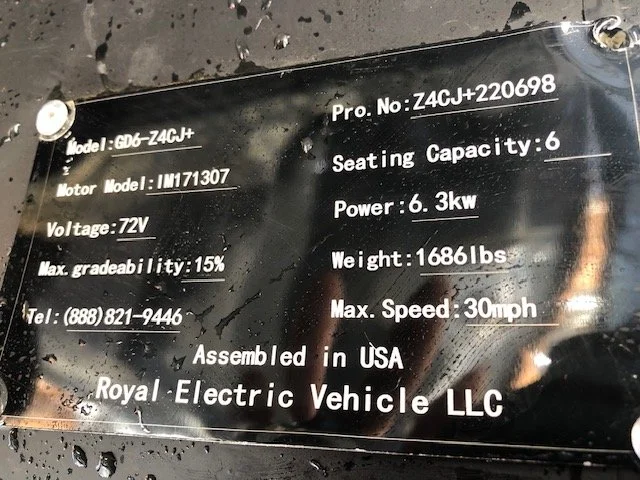 Model:GD6-Z4CJ+
Pro.No:Z4CJ+220698
Motor Model:IM171307
Seating Capacity:6
Voltage:72V
Power:6.3kw
Max.gradeability:15%
Weight:1686lbs
Tel:(888)821-9446
Max.Speed:30mph
Assembled in USA
Royal Electric Vehicle LLC